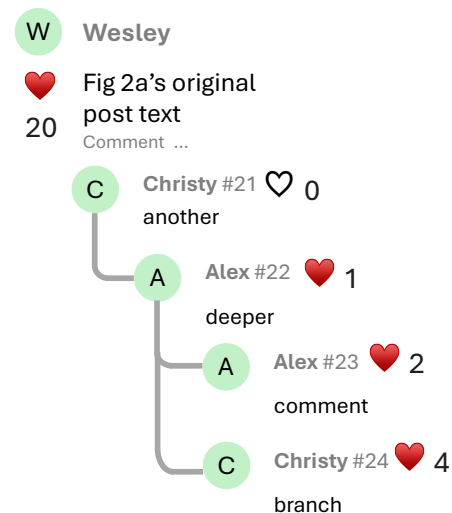 W Wesley
Fig 2a’s original
post text
20
Comment ...
C Christy #21 0
another
A Alex #22 1
deeper
A Alex #23 2
comment
C Christy #24 4
branch